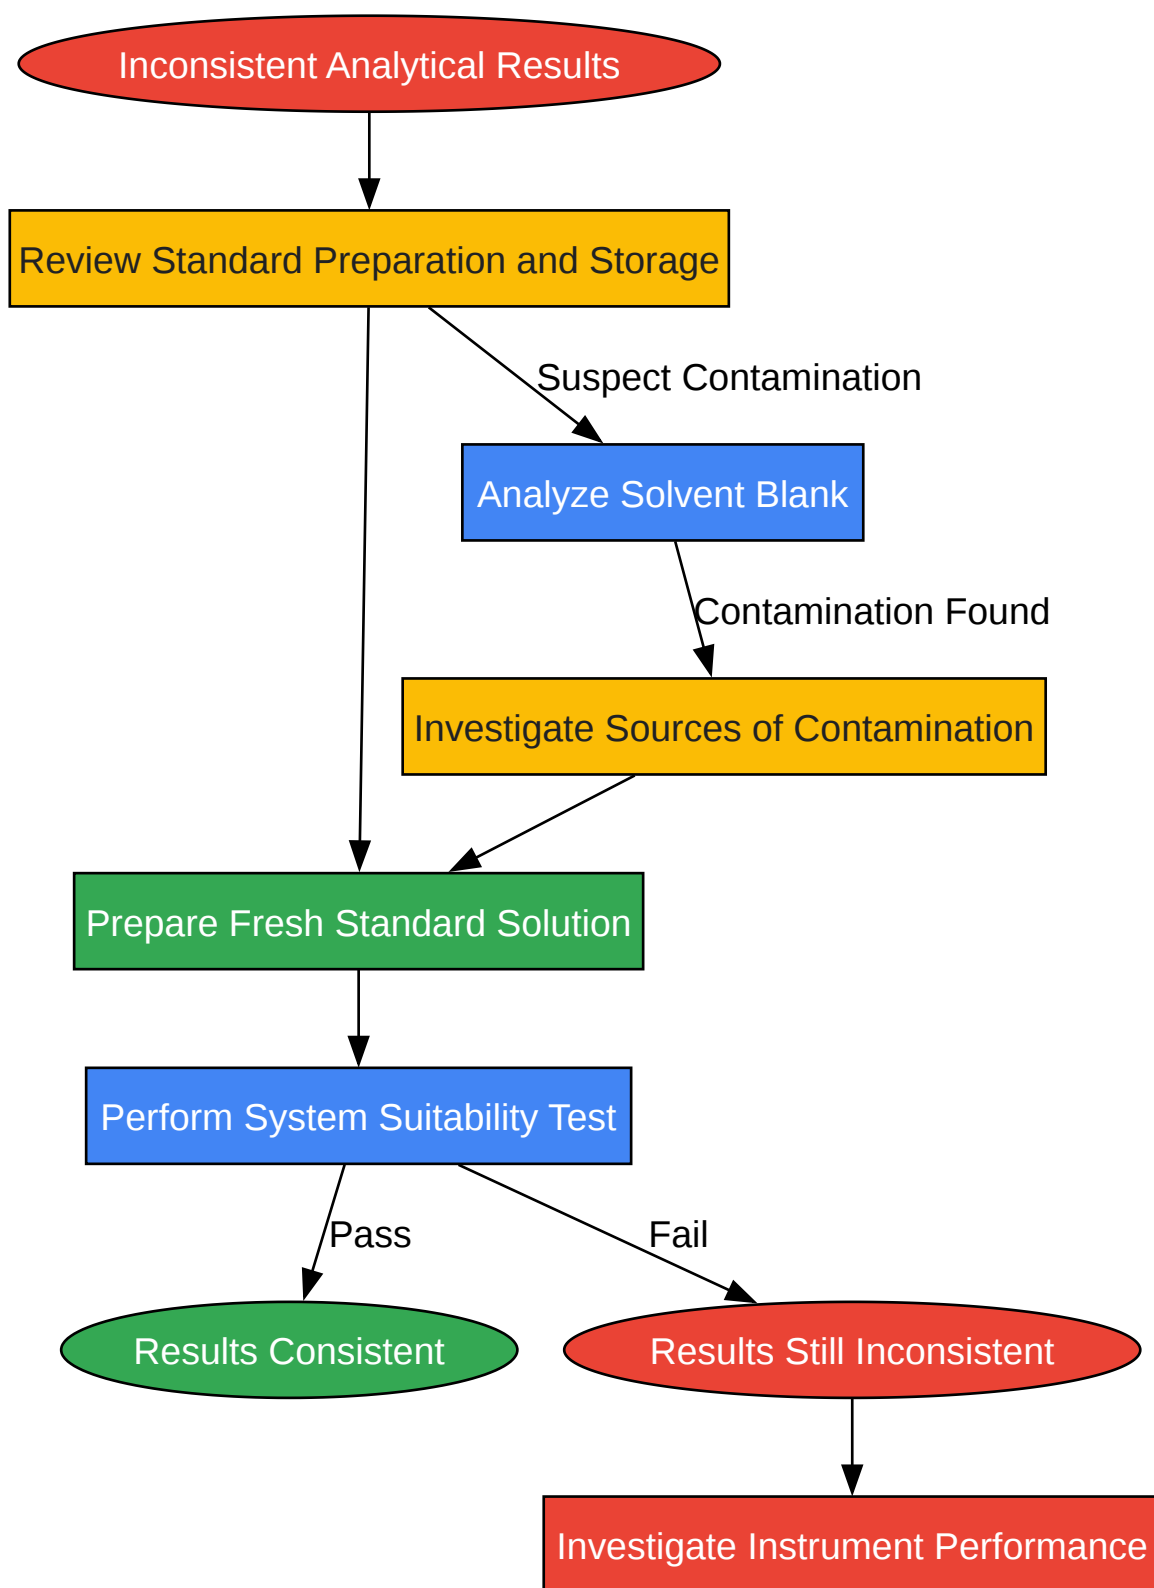 Inconsistent Analytical Results
Review Standard Preparation and Storage
Suspect Contamination
Analyze Solvent Blank
Contamination Found
Investigate Sources of Contamination
Prepare Fresh Standard Solution
Perform System Suitability Test
Pass
Fail
Results Consistent
Results Still Inconsistent
Investigate Instrument Performance